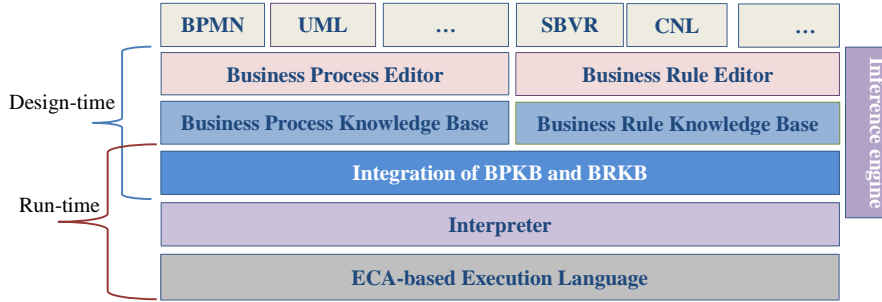 BPMN
UML
…
SBVR
CNL
…
Business Process Editor
Business Rule Editor
Design-time
Business Process Knowledge Base
Business Rule Knowledge Base
Integration of BPKB and BRKB
Run-time
Interpreter
ECA-based Execution Language
Inference engine